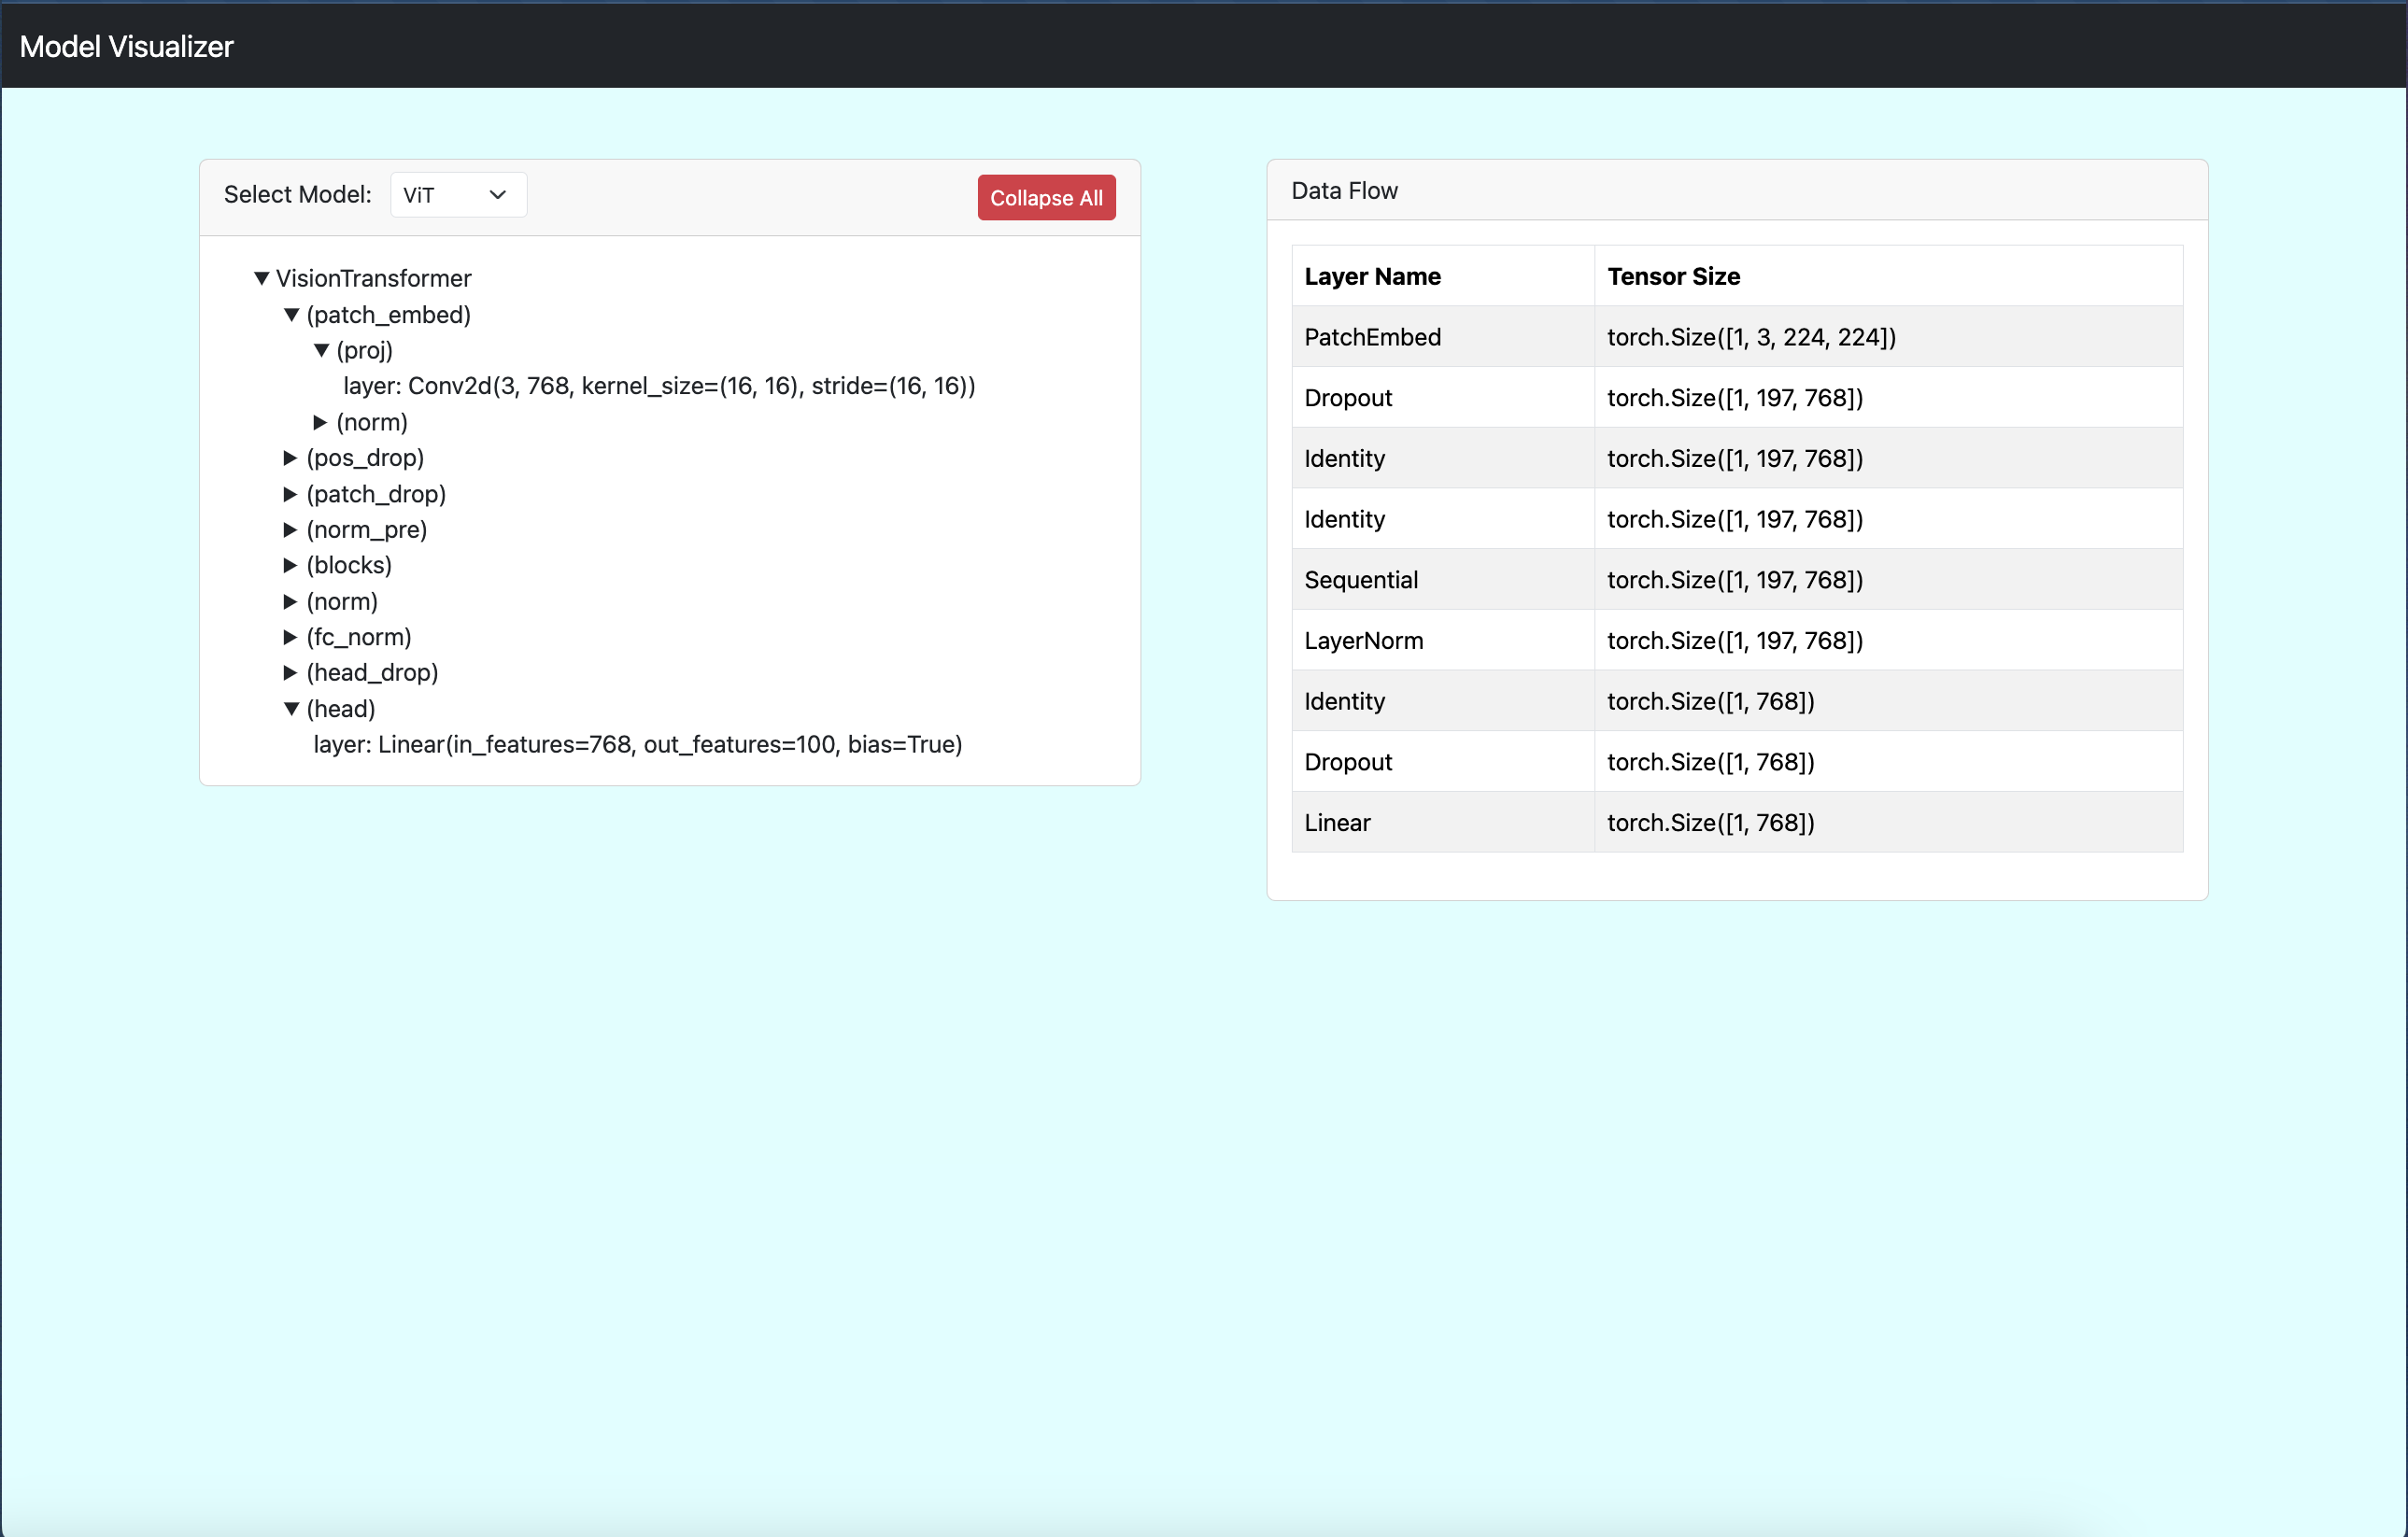 Model Visualizer
Select Model: ViT Collapse All
VisionTransformer
(patch_embed)
(proj)
layer: Conv2d(3, 768, kernel_size=(16, 16), stride=(16, 16))
(norm)
(pos_drop)
(patch_drop)
(norm_pre)
(blocks)
(norm)
(fc_norm)
(head_drop)
(head)
layer: Linear(in_features=768, out_features=100, bias=True)
Data Flow
Layer Name Tensor Size
PatchEmbed torch.Size([1, 3, 224, 224])
Dropout torch.Size([1, 197, 768])
Identity torch.Size([1, 197, 768])
Identity torch.Size([1, 197, 768])
Sequential torch.Size([1, 197, 768])
LayerNorm torch.Size([1, 197, 768])
Identity torch.Size([1, 768])
Dropout torch.Size([1, 768])
Linear torch.Size([1, 768])